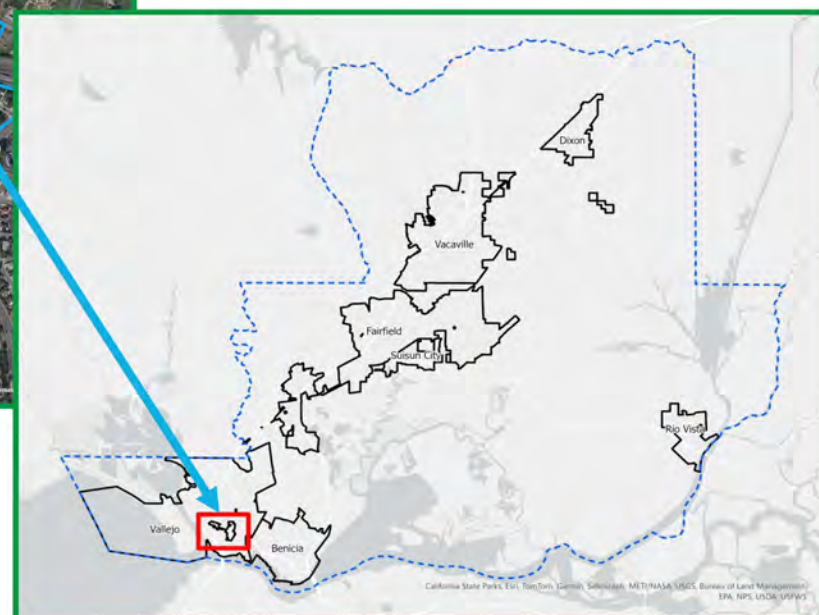 Dixon
Vacaville
Fairfield
Suisun City
Rio Vista
Vallejo
Benicia
California State Parks, Esri, TomTom, Garmin, SafeGraph, METI/NASA, USGS, Bureau of Land Management,
EPA, NPS, USDA, USFWS